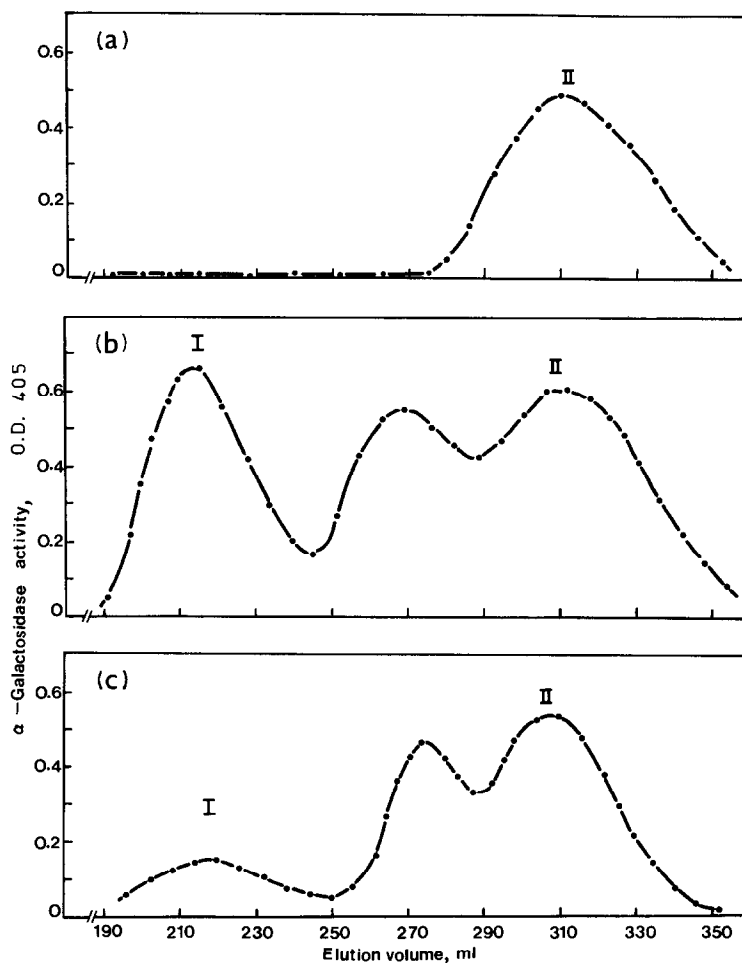 (a)
II
0.6
0.4
0.2
0
(b)
I
II
0.6
0.4
0.2
0
(c)
I
II
0.6
0.4
0.2
0
α-Galactosidase activity, O.D. 405
190 210 230 250 270 290 310 330 350
Elution volume, ml